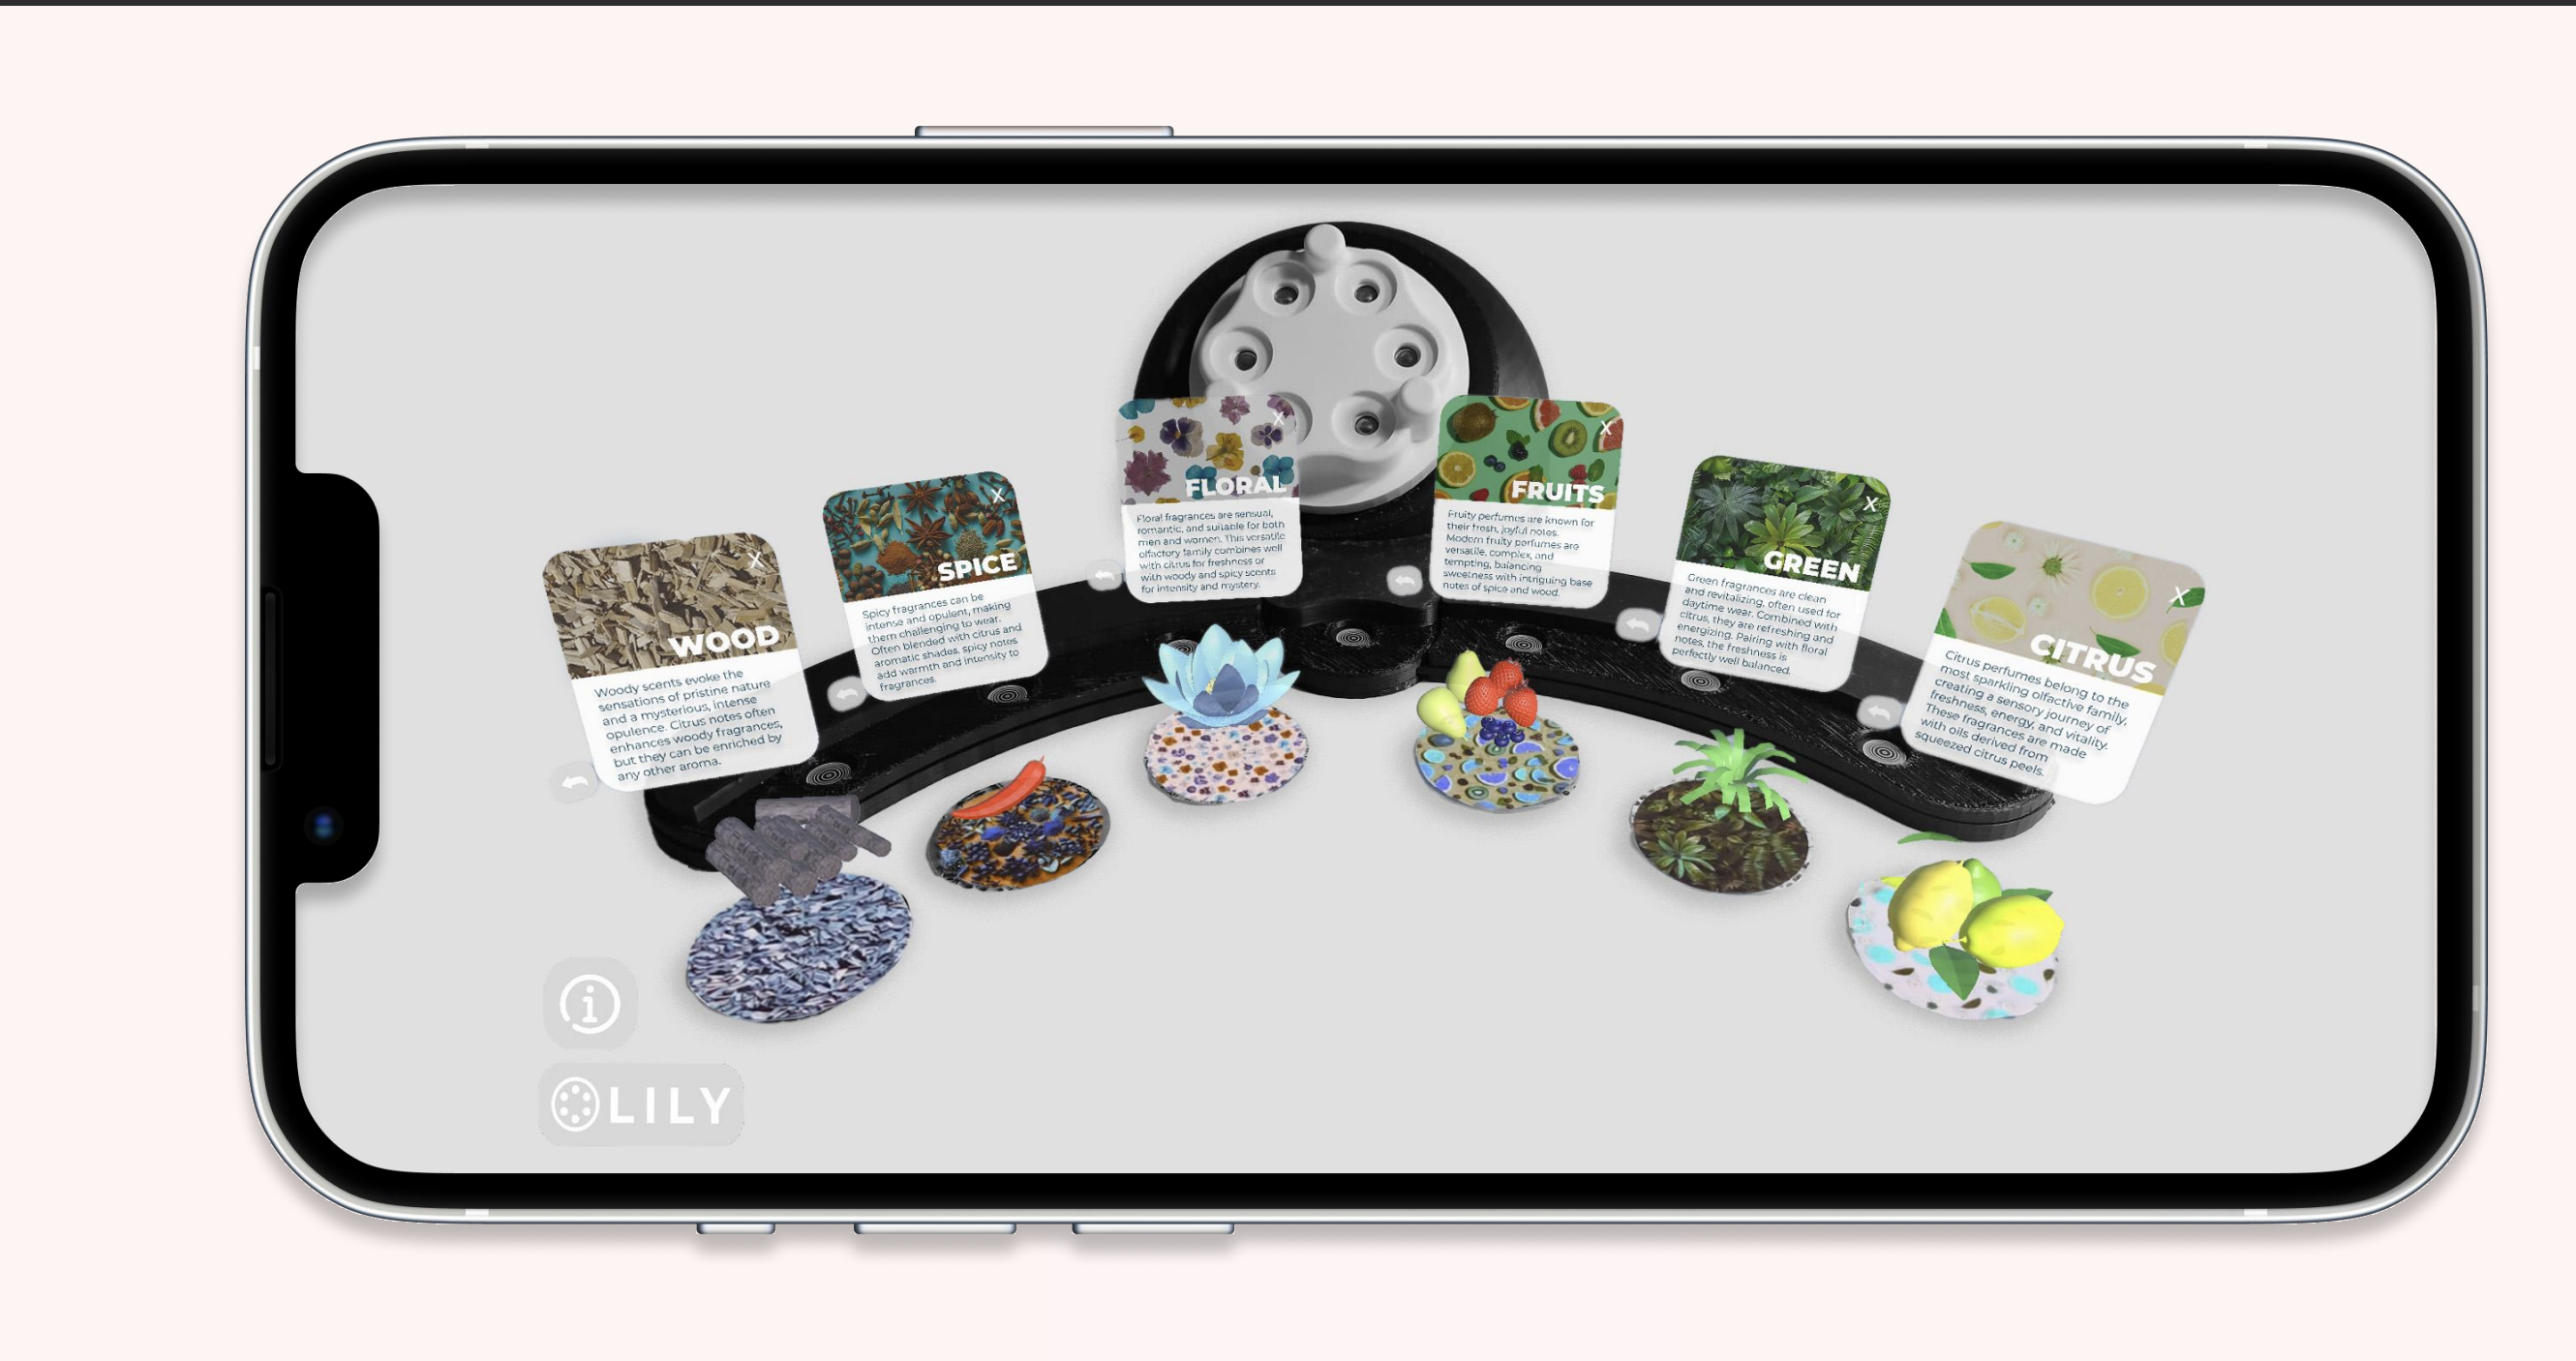 WOOD
Woody scents evoke the
sensations of pristine nature
and a mysterious, intense
opulence. Citrus notes often
enhances woody fragrances,
but they can be enriched by
any other aroma.
X
SPICE
Spicy fragrances can be
intense and opulent, making
them challenging to wear.
Often blended with citrus and
aromatic shades, spicy notes
add warmth and intensity to
fragrances.
X
FLORAL
Floral fragrances are sensual,
romantic, and suitable for both
men and women. This versatile
olfactory family combines well
with citrus for freshness or
with woody and spicy scents
for intensity and mystery.
X
FRUITS
Fruity perfumes are known for
their fresh, joyful notes.
Modern fruity perfumes are
versatile, complex, and
tempting, balancing
sweetness with intriguing base
notes of spice and wood.
X
GREEN
Green fragrances are clean
and revitalizing, often used for
daytime wear. Combined with
citrus, they are refreshing and
energizing. Pairing with floral
notes, the freshness is
perfectly well balanced.
X
CITRUS
Citrus perfumes belong to the
most sparkling olfactive family,
creating a sensory journey of
freshness, energy, and vitality.
These fragrances are made
with oils derived from
squeezed citrus peels.
X
i
LILY